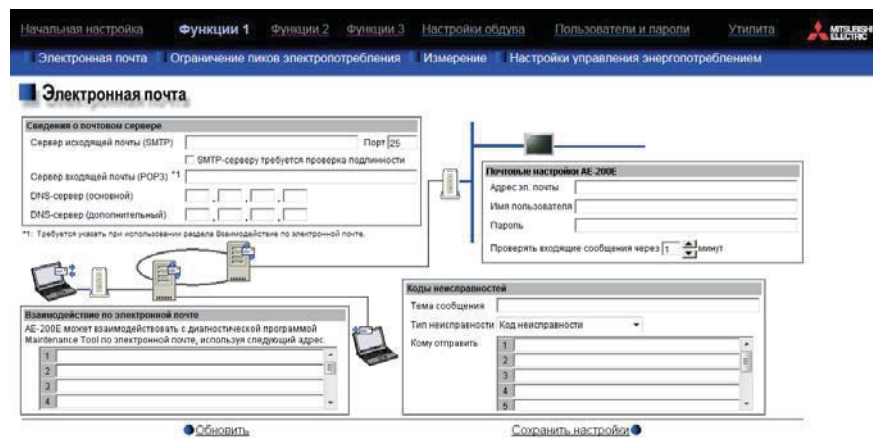 Начальная настройка Функции 1 Функции 2 Функции 3 Настройки обдува Пользователи и пароли Утилита MITSUBISHI ELECTRIC
Электронная почта Ограничение пиков электропотребления Измерение Настройки управления энергопотреблением
Электронная почта
Сведения о почтовом сервере
Сервер исходящей почты (SMTP) Порт 25
SMTP-серверу требуется проверка подлинности
Сервер входящей почты (POP3) *1
DNS-сервер (основной)
DNS-сервер (дополнительный)
*1: Требуется указать при использовании раздела Взаимодействие по электронной почте.
Почтовые настройки AE-200E
Адрес эл. почты
Имя пользователя
Пароль
Проверять входящие сообщения через 1 минут
Взаимодействие по электронной почте
AE-200E может взаимодействовать с диагностической программой
Maintenance Tool по электронной почте, используя следующий адрес.
1
2
3
4
Коды неисправностей
Тема сообщения
Тип неисправности Код неисправности
Кому отправить 1
2
3
4
5
Обновить Сохранить настройки